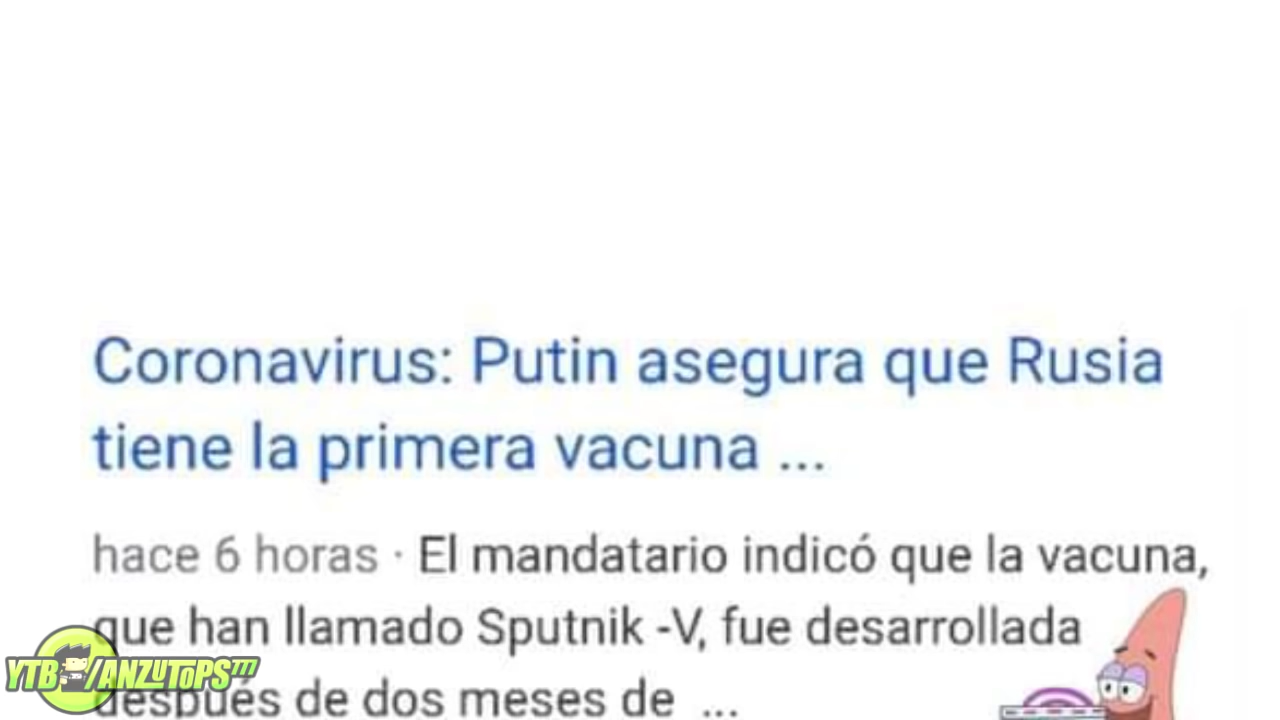 Coronavirus: Putin asegura que Rusia
tiene la primera vacuna ...
hace 6 horas · El mandatario indicó que la vacuna,
que han llamado Sputnik -V, fue desarrollada
después de dos meses de ...
YTB/ANZUTOPS777